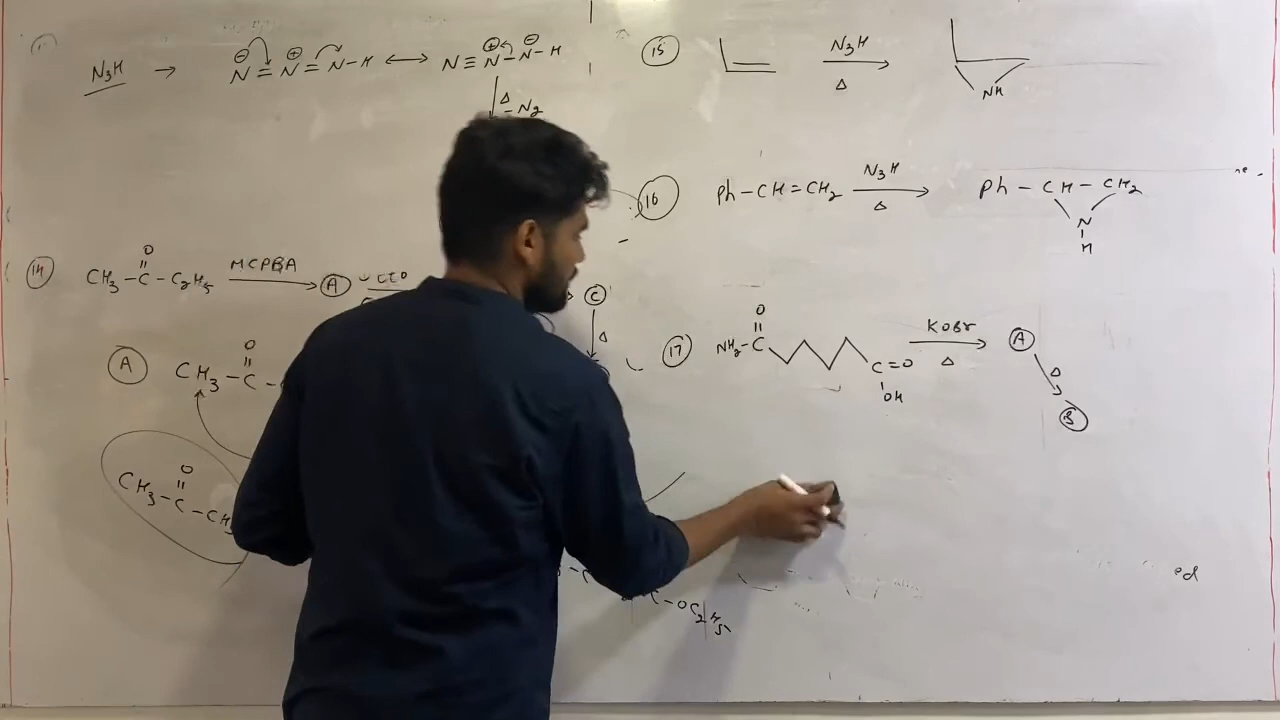 N₃H → N⊖=N⊕=N-H ↔ N≡N⊕-N⊖-H
Δ -N₂
14 CH₃-C(=O)-C₂H₅ MCPBA → A
C
Δ
A CH₃-C(=O)-
CH₃-C(=O)-CH
C-OC₂H₅
15 N₃H Δ → NH
16 Ph-CH=CH₂ N₃H Δ → Ph-CH-CH₂
N
H
17 NH₂-C(=O) C=O OH KOBr Δ → A
Δ
B